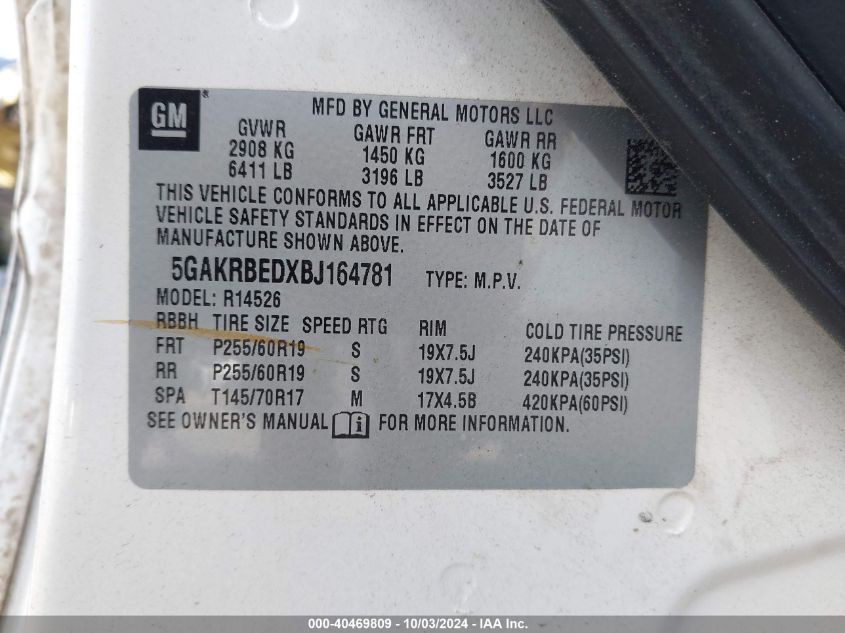 GM ®
MFD BY GENERAL MOTORS LLC
GVWR GAWR FRT GAWR RR
2908 KG 1450 KG 1600 KG
6411 LB 3196 LB 3527 LB
THIS VEHICLE CONFORMS TO ALL APPLICABLE U.S. FEDERAL MOTOR
VEHICLE SAFETY STANDARDS IN EFFECT ON THE DATE OF
MANUFACTURE SHOWN ABOVE.
5GAKRBEDXBJ164781 TYPE: M.P.V.
MODEL: R14526
RBBH TIRE SIZE SPEED RTG RIM COLD TIRE PRESSURE
FRT P255/60R19 S 19X7.5J 240KPA(35PSI)
RR P255/60R19 S 19X7.5J 240KPA(35PSI)
SPA T145/70R17 M 17X4.5B 420KPA(60PSI)
SEE OWNER'S MANUAL FOR MORE INFORMATION.
000-40469809 - 10/03/2024 - IAA Inc.